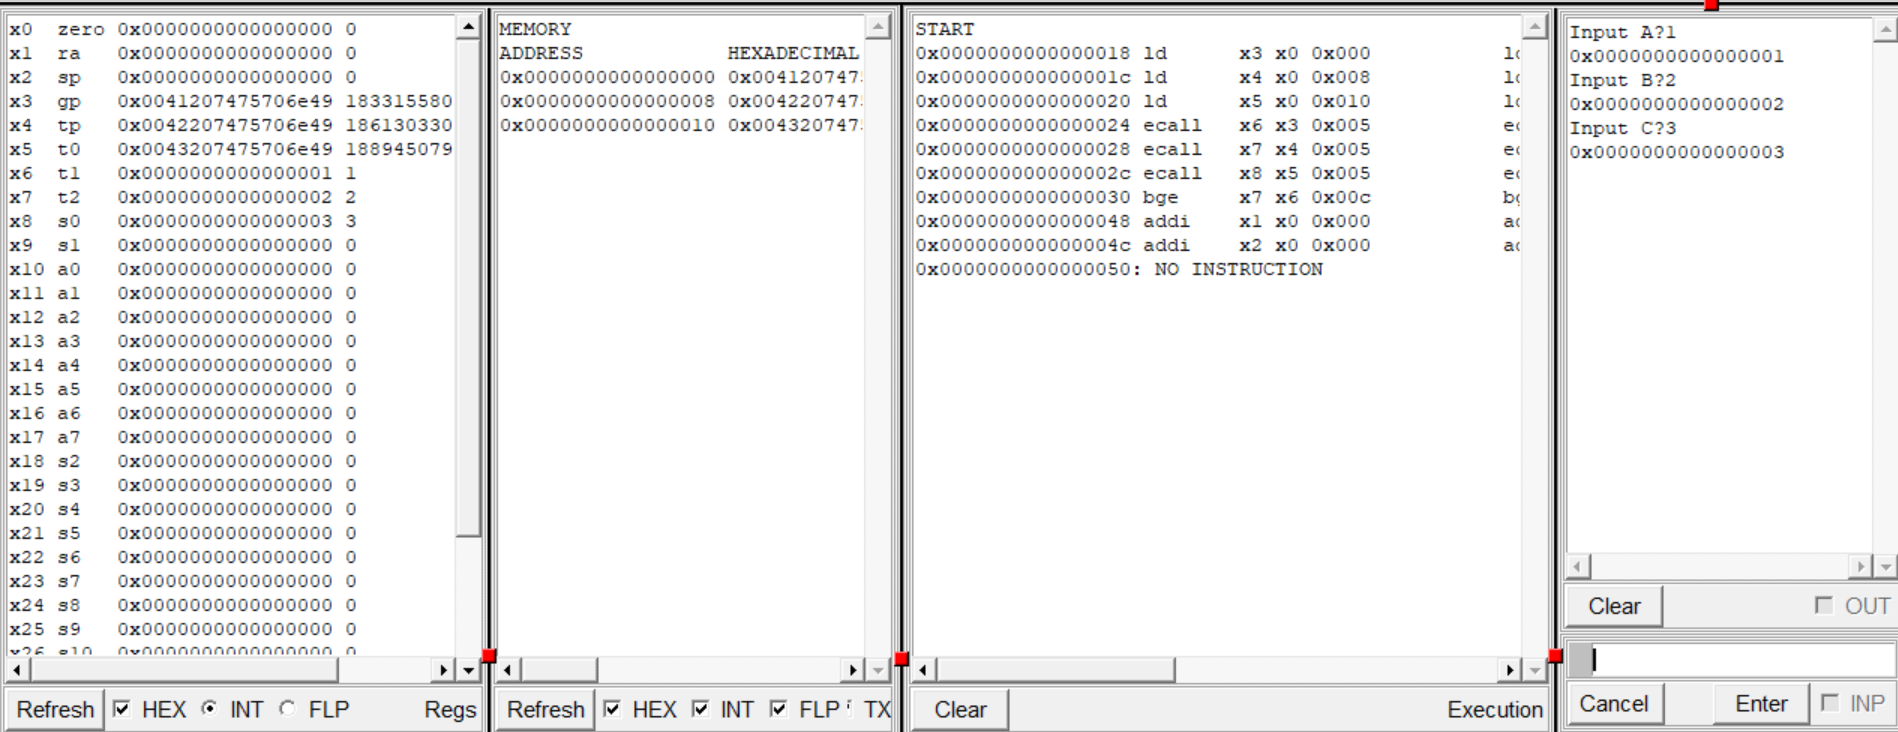 x0 zero 0x0000000000000000 0
x1 ra 0x0000000000000000 0
x2 sp 0x0000000000000000 0
x3 gp 0x0041207475706e49 183315580
x4 tp 0x0042207475706e49 186130330
x5 t0 0x0043207475706e49 188945079
x6 t1 0x0000000000000001 1
x7 t2 0x0000000000000002 2
x8 s0 0x0000000000000003 3
x9 s1 0x0000000000000000 0
x10 a0 0x0000000000000000 0
x11 a1 0x0000000000000000 0
x12 a2 0x0000000000000000 0
x13 a3 0x0000000000000000 0
x14 a4 0x0000000000000000 0
x15 a5 0x0000000000000000 0
x16 a6 0x0000000000000000 0
x17 a7 0x0000000000000000 0
x18 s2 0x0000000000000000 0
x19 s3 0x0000000000000000 0
x20 s4 0x0000000000000000 0
x21 s5 0x0000000000000000 0
x22 s6 0x0000000000000000 0
x23 s7 0x0000000000000000 0
x24 s8 0x0000000000000000 0
x25 s9 0x0000000000000000 0
x26 s10 0x0000000000000000 0
Refresh HEX INT FLP Regs
MEMORY
ADDRESS HEXADECIMAL
0x0000000000000000 0x00412074​7
0x0000000000000008 0x004220747
0x0000000000000010 0x004320747
Refresh HEX INT FLP TX
START
0x0000000000000018 ld x3 x0 0x000
0x000000000000001c ld x4 x0 0x008
0x0000000000000020 ld x5 x0 0x010
0x0000000000000024 ecall x6 x3 0x005
0x0000000000000028 ecall x7 x4 0x005
0x000000000000002c ecall x8 x5 0x005
0x0000000000000030 bge x7 x6 0x00c
0x0000000000000048 addi x1 x0 0x000
0x000000000000004c addi x2 x0 0x000
0x0000000000000050: NO INSTRUCTION
Clear Execution
Input A?1
0x0000000000000001
Input B?2
0x0000000000000002
Input C?3
0x0000000000000003
Clear OUT
Cancel Enter INP